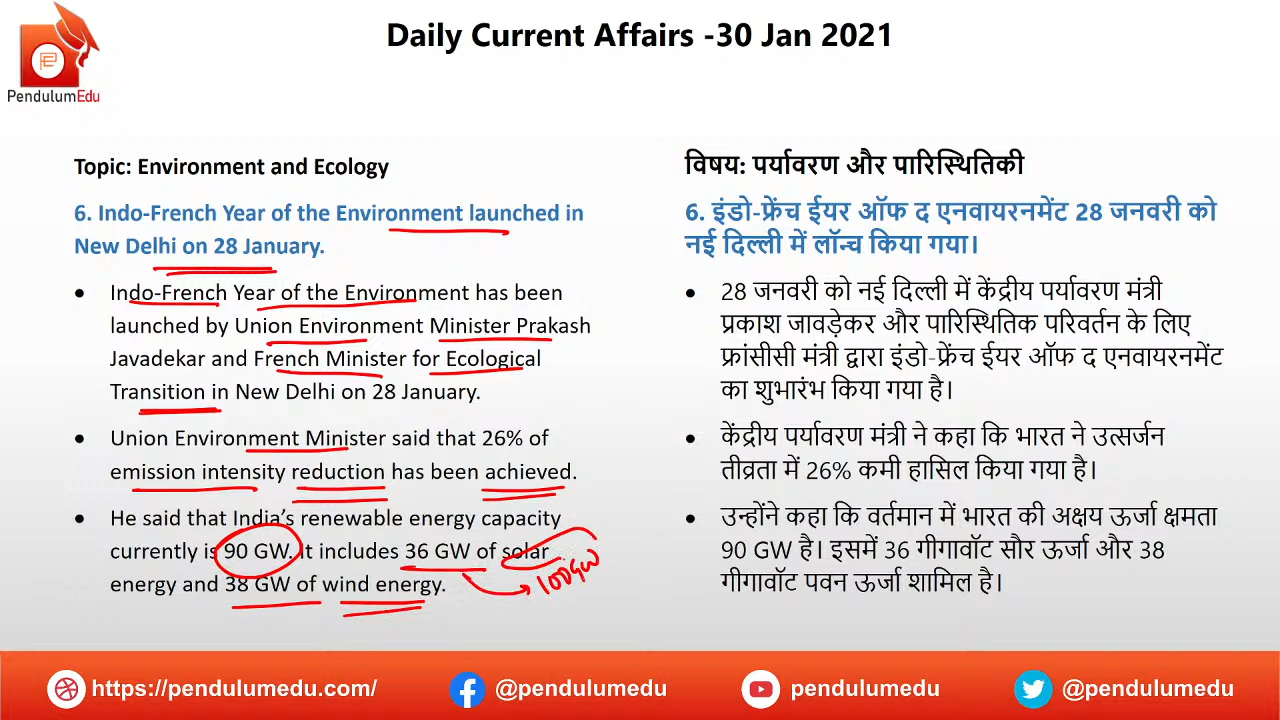 Daily Current Affairs -30 Jan 2021
PendulumEdu
Topic: Environment and Ecology
6. Indo-French Year of the Environment launched in
New Delhi on 28 January.
• Indo-French Year of the Environment has been
launched by Union Environment Minister Prakash
Javadekar and French Minister for Ecological
Transition in New Delhi on 28 January.
• Union Environment Minister said that 26% of
emission intensity reduction has been achieved.
• He said that India's renewable energy capacity
currently is 90 GW. It includes 36 GW of solar
energy and 38 GW of wind energy.
100GW
विषय: पर्यावरण और पारिस्थितिकी
6. इंडो-फ्रेंच ईयर ऑफ द एनवायरनमेंट 28 जनवरी को
नई दिल्ली में लॉन्च किया गया।
• 28 जनवरी को नई दिल्ली में केंद्रीय पर्यावरण मंत्री
प्रकाश जावड़ेकर और पारिस्थितिक परिवर्तन के लिए
फ्रांसीसी मंत्री द्वारा इंडो-फ्रेंच ईयर ऑफ द एनवायरनमेंट
का शुभारंभ किया गया है।
• केंद्रीय पर्यावरण मंत्री ने कहा कि भारत ने उत्सर्जन
तीव्रता में 26% कमी हासिल किया गया है।
• उन्होंने कहा कि वर्तमान में भारत की अक्षय ऊर्जा क्षमता
90 GW है। इसमें 36 गीगावॉट सौर ऊर्जा और 38
गीगावॉट पवन ऊर्जा शामिल है।
https://pendulumedu.com/
@pendulumedu
pendulumedu
@pendulumedu